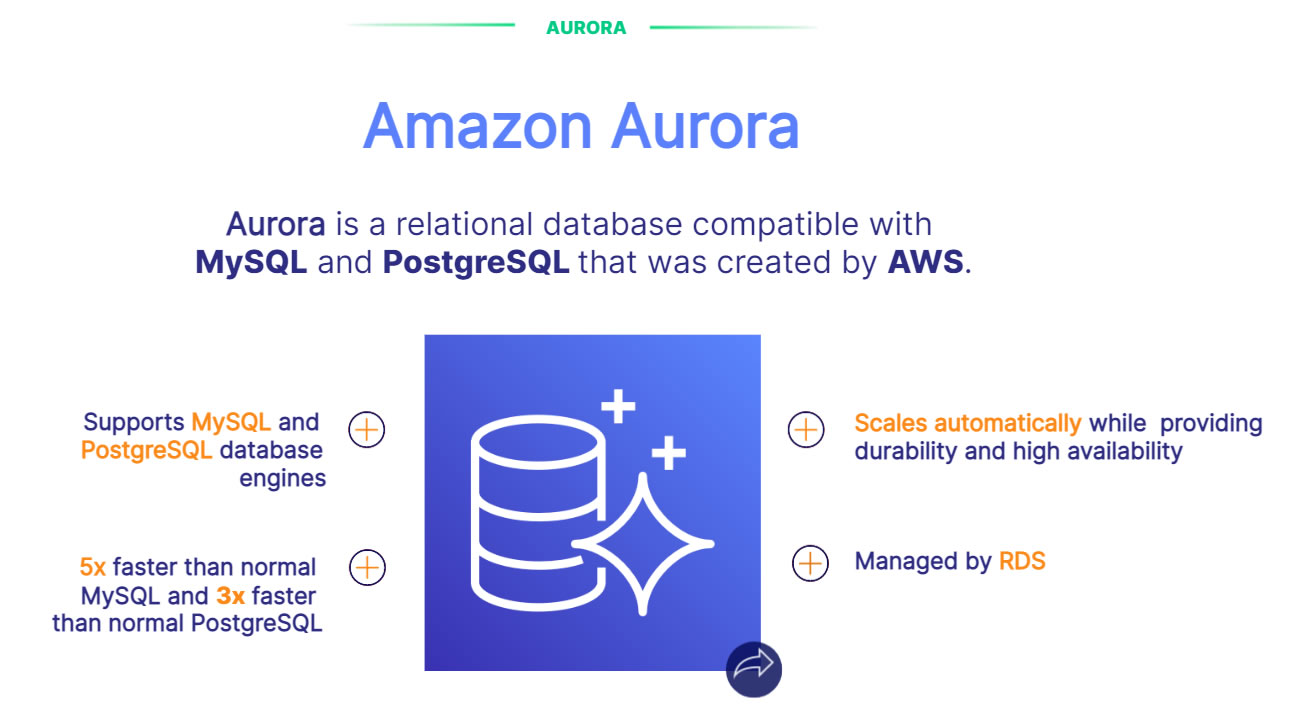 AURORA
Amazon Aurora
Aurora is a relational database compatible with
MySQL and PostgreSQL that was created by AWS.
Supports MySQL and
PostgreSQL database
engines
5x faster than normal
MySQL and 3x faster
than normal PostgreSQL
Scales automatically while providing
durability and high availability
Managed by RDS